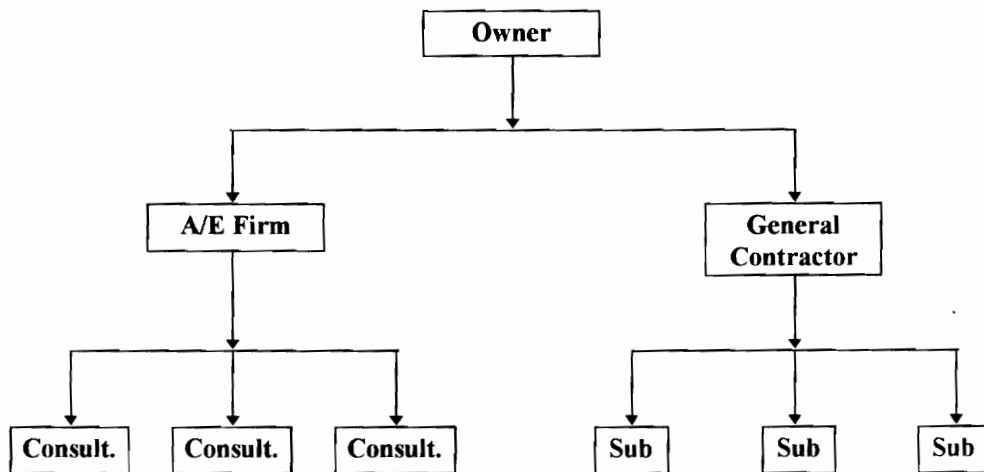 Owner
A/E Firm
General
Contractor
Consult.
Consult.
Consult.
Sub
Sub
Sub